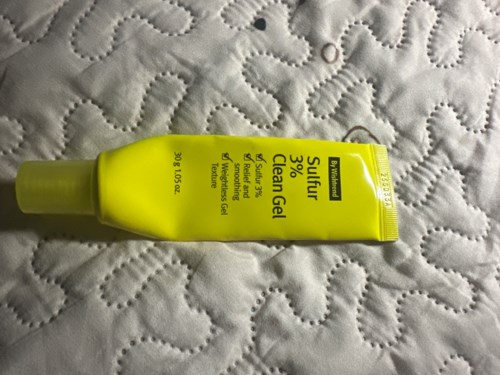 By Wishtrend
Sulfur
3%
Clean Gel
Sulfur 3%
Relief and
smoothing
Weightless Gel
Texture
30 g 1.05 oz.